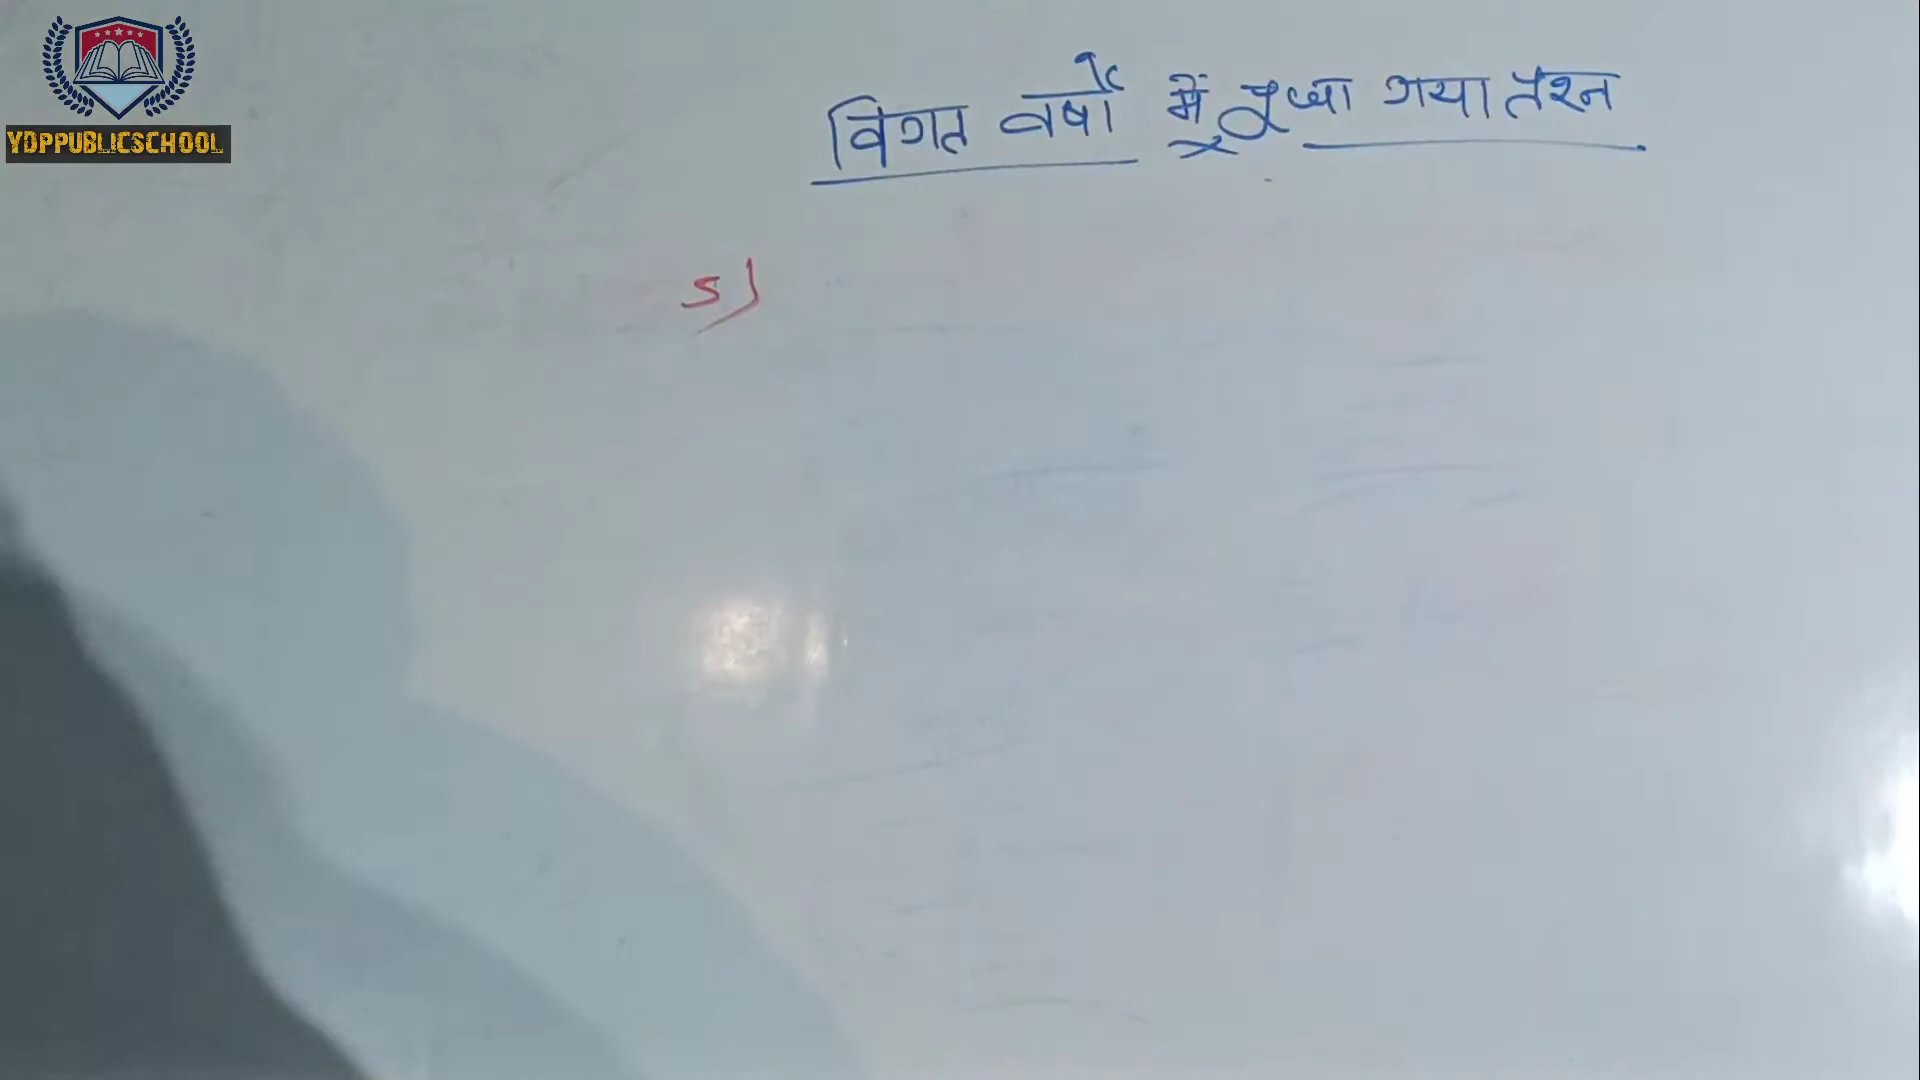 YDPPUBLICSCHOOL
विगत वर्षों में पूछा गया प्रश्न
5)